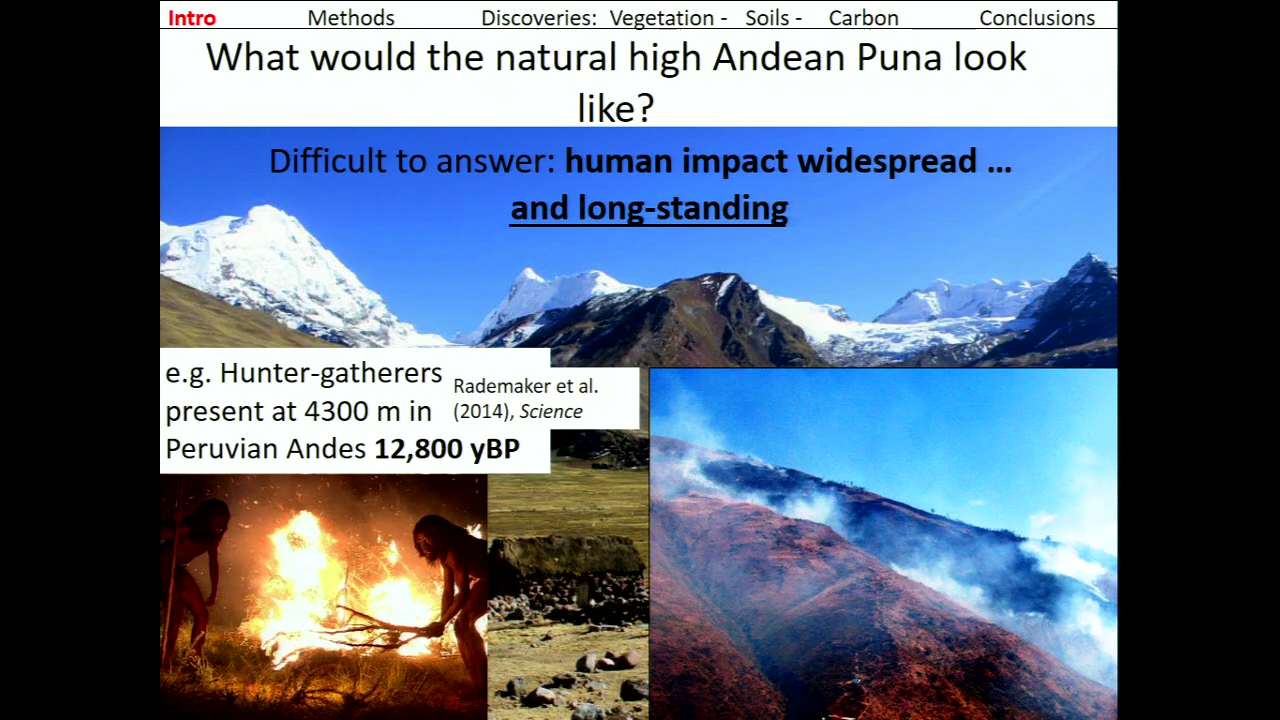 Intro Methods Discoveries: Vegetation - Soils - Carbon Conclusions
What would the natural high Andean Puna look
like?
Difficult to answer: human impact widespread ...
and long-standing
e.g. Hunter-gatherers
present at 4300 m in
Peruvian Andes 12,800 yBP
Rademaker et al.
(2014), Science